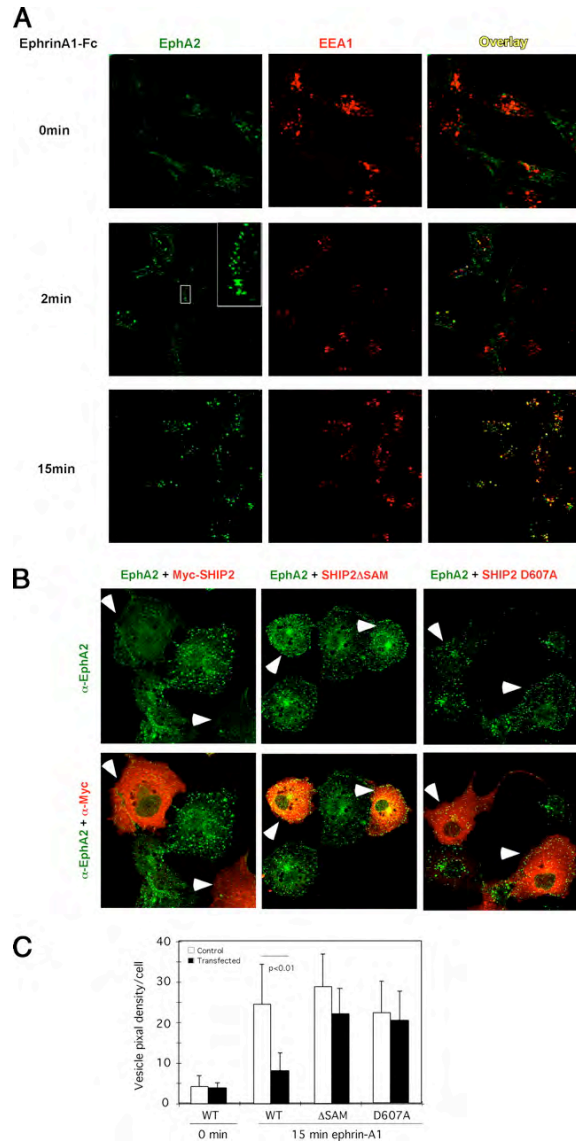 A
EphrinA1-Fc EphA2 EEA1 Overlay
0min
2min
15min
B
EphA2 + Myc-SHIP2 EphA2 + SHIP2ΔSAM EphA2 + SHIP2 D607A
α-EphA2
α-EphA2 + α-Myc
C
Vesicle pixal density/cell
40
30
20
10
0
Control
Transfected
p<0.01
WT WT ΔSAM D607A
0 min 15 min ephrin-A1